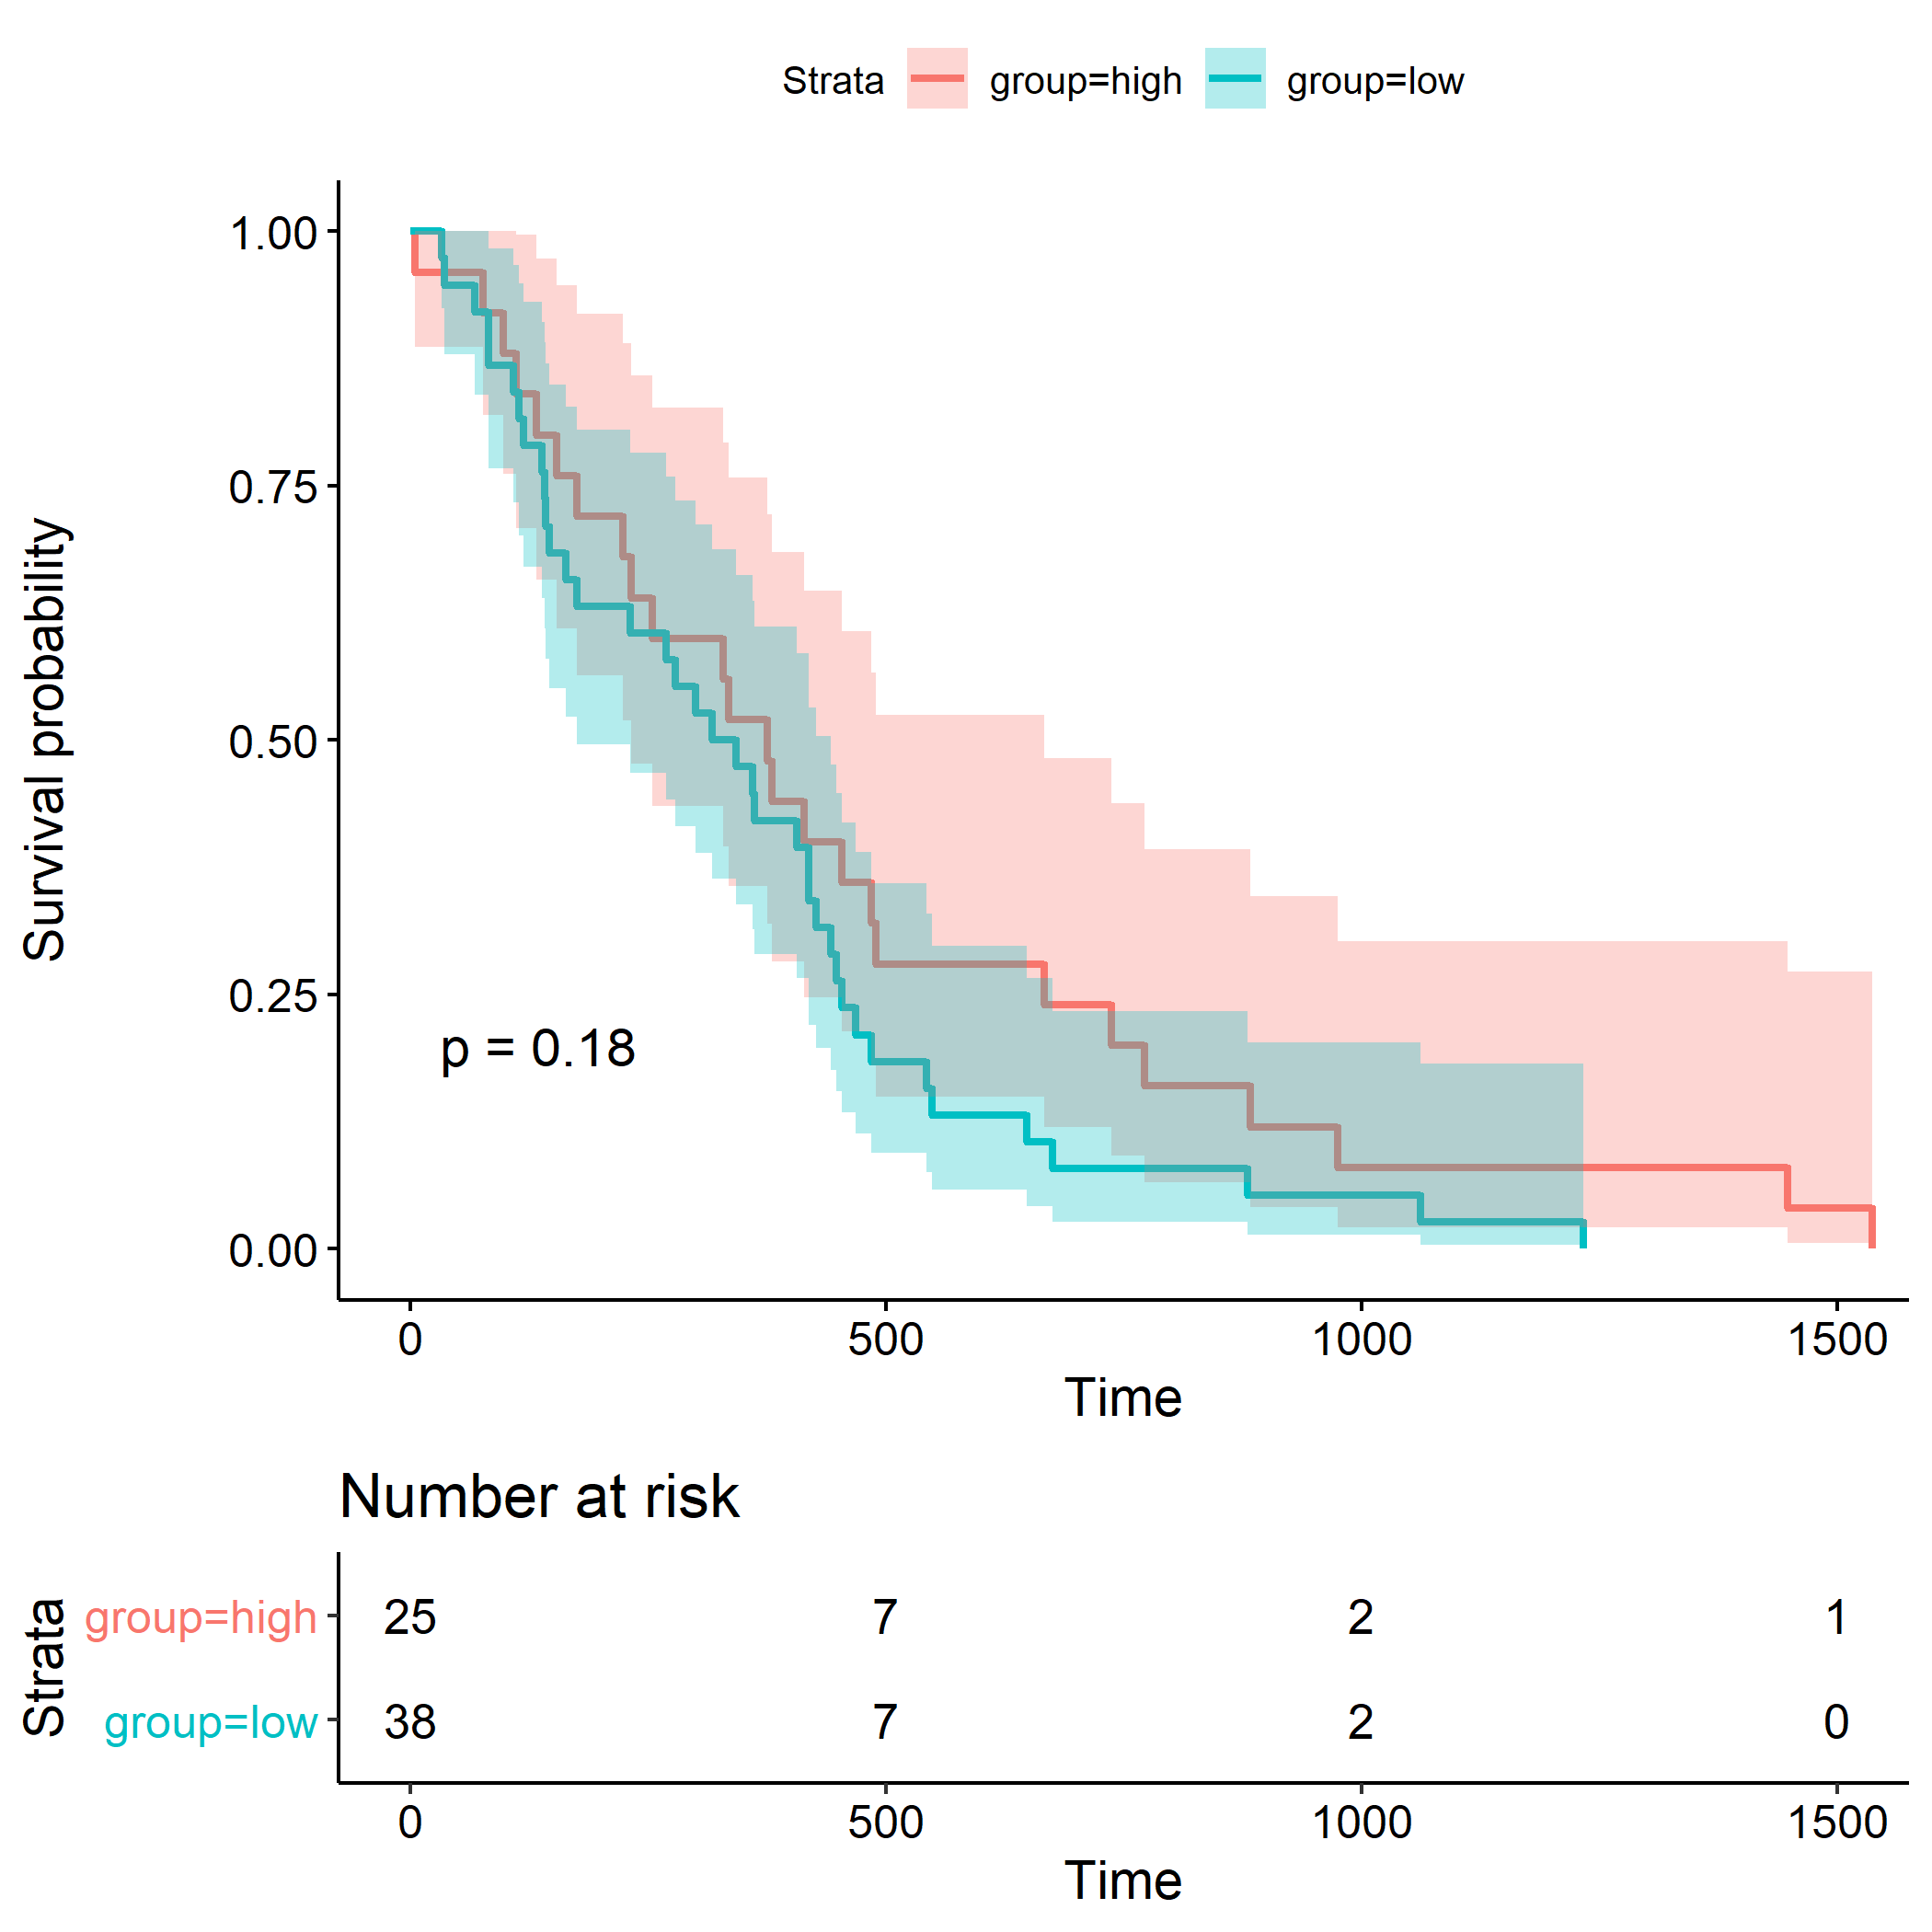 Strata group=high group=low
Survival probability
1.00
0.75
0.50
0.25
0.00
p = 0.18
0 500 1000 1500
Time
Number at risk
Strata
group=high 25 7 2 1
group=low 38 7 2 0
0 500 1000 1500
Time